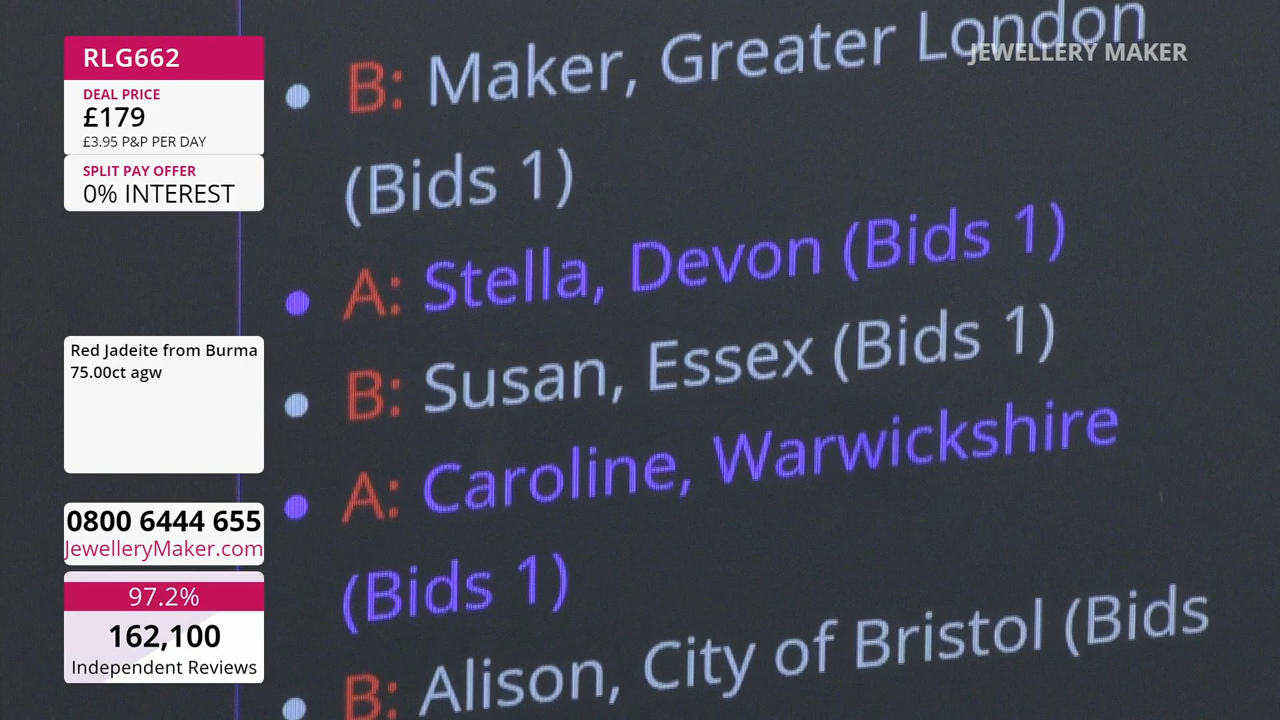 RLG662
DEAL PRICE
£179
£3.95 P&P PER DAY
SPLIT PAY OFFER
0% INTEREST
Red Jadeite from Burma
75.00ct agw
0800 6444 655
JewelleryMaker.com
97.2%
162,100
Independent Reviews
JEWELLERY MAKER
B: Maker, Greater London
(Bids 1)
A: Stella, Devon (Bids 1)
B: Susan, Essex (Bids 1)
A: Caroline, Warwickshire
(Bids 1)
B: Alison, City of Bristol (Bids